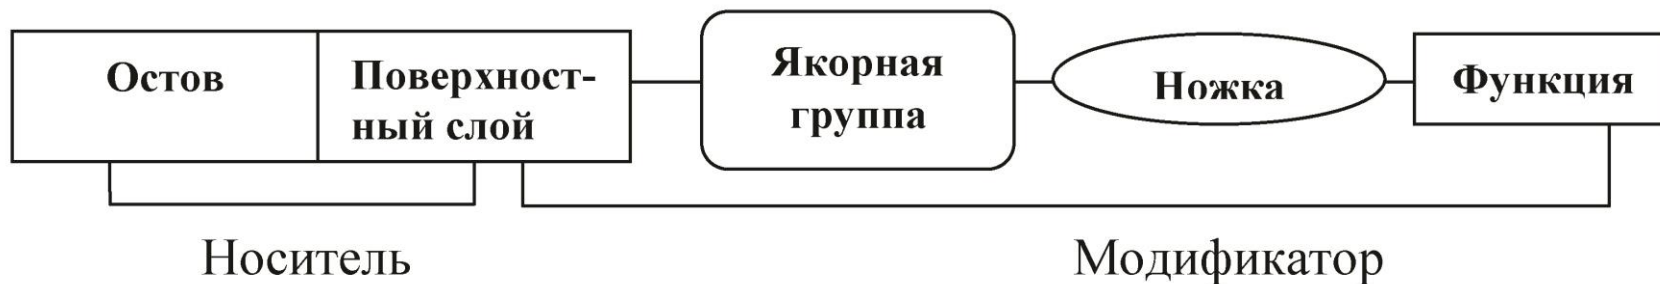 Остов
Поверхност-
ный слой
Якорная
группа
Ножка
Функция
Носитель
Модификатор